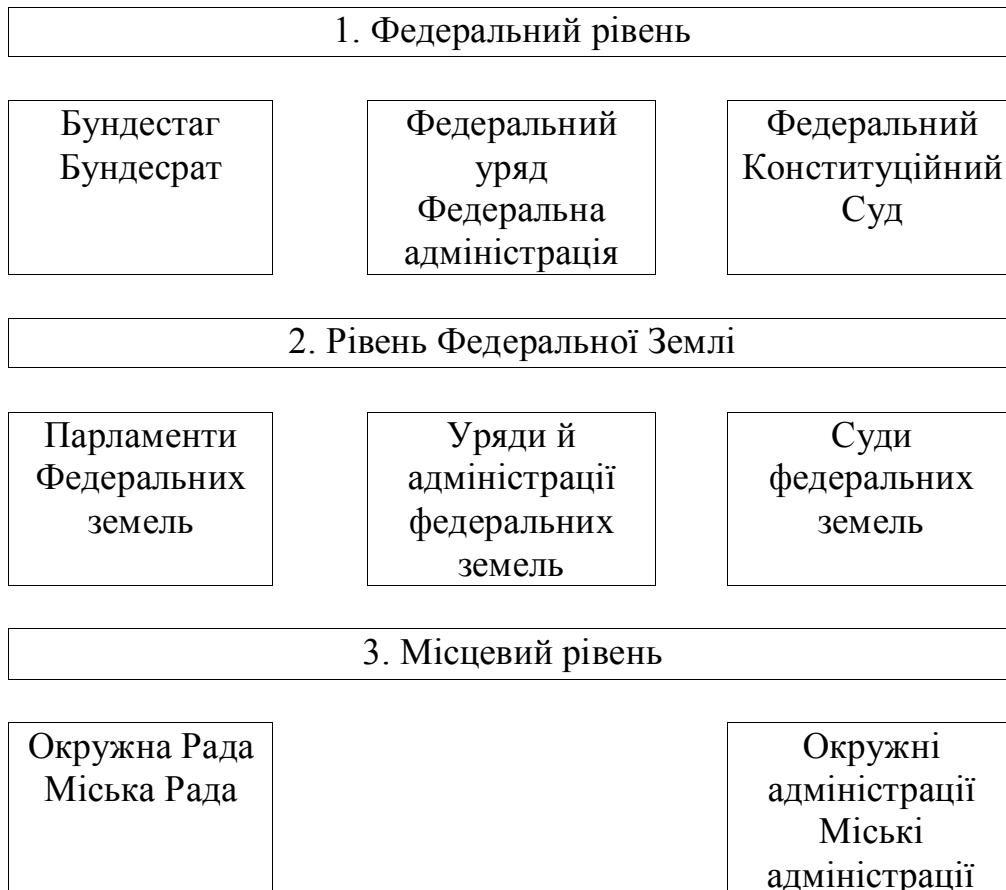 1. Федеральний рівень
Бундестаг
Бундесрат
Федеральний
уряд
Федеральна
адміністрація
Федеральний
Конституційний
Суд
2. Рівень Федеральної Землі
Парламенти
Федеральних
земель
Уряди й
адміністрації
федеральних
земель
Суди
федеральних
земель
3. Місцевий рівень
Окружна Рада
Міська Рада
Окружні
адміністрації
Міські
адміністрації